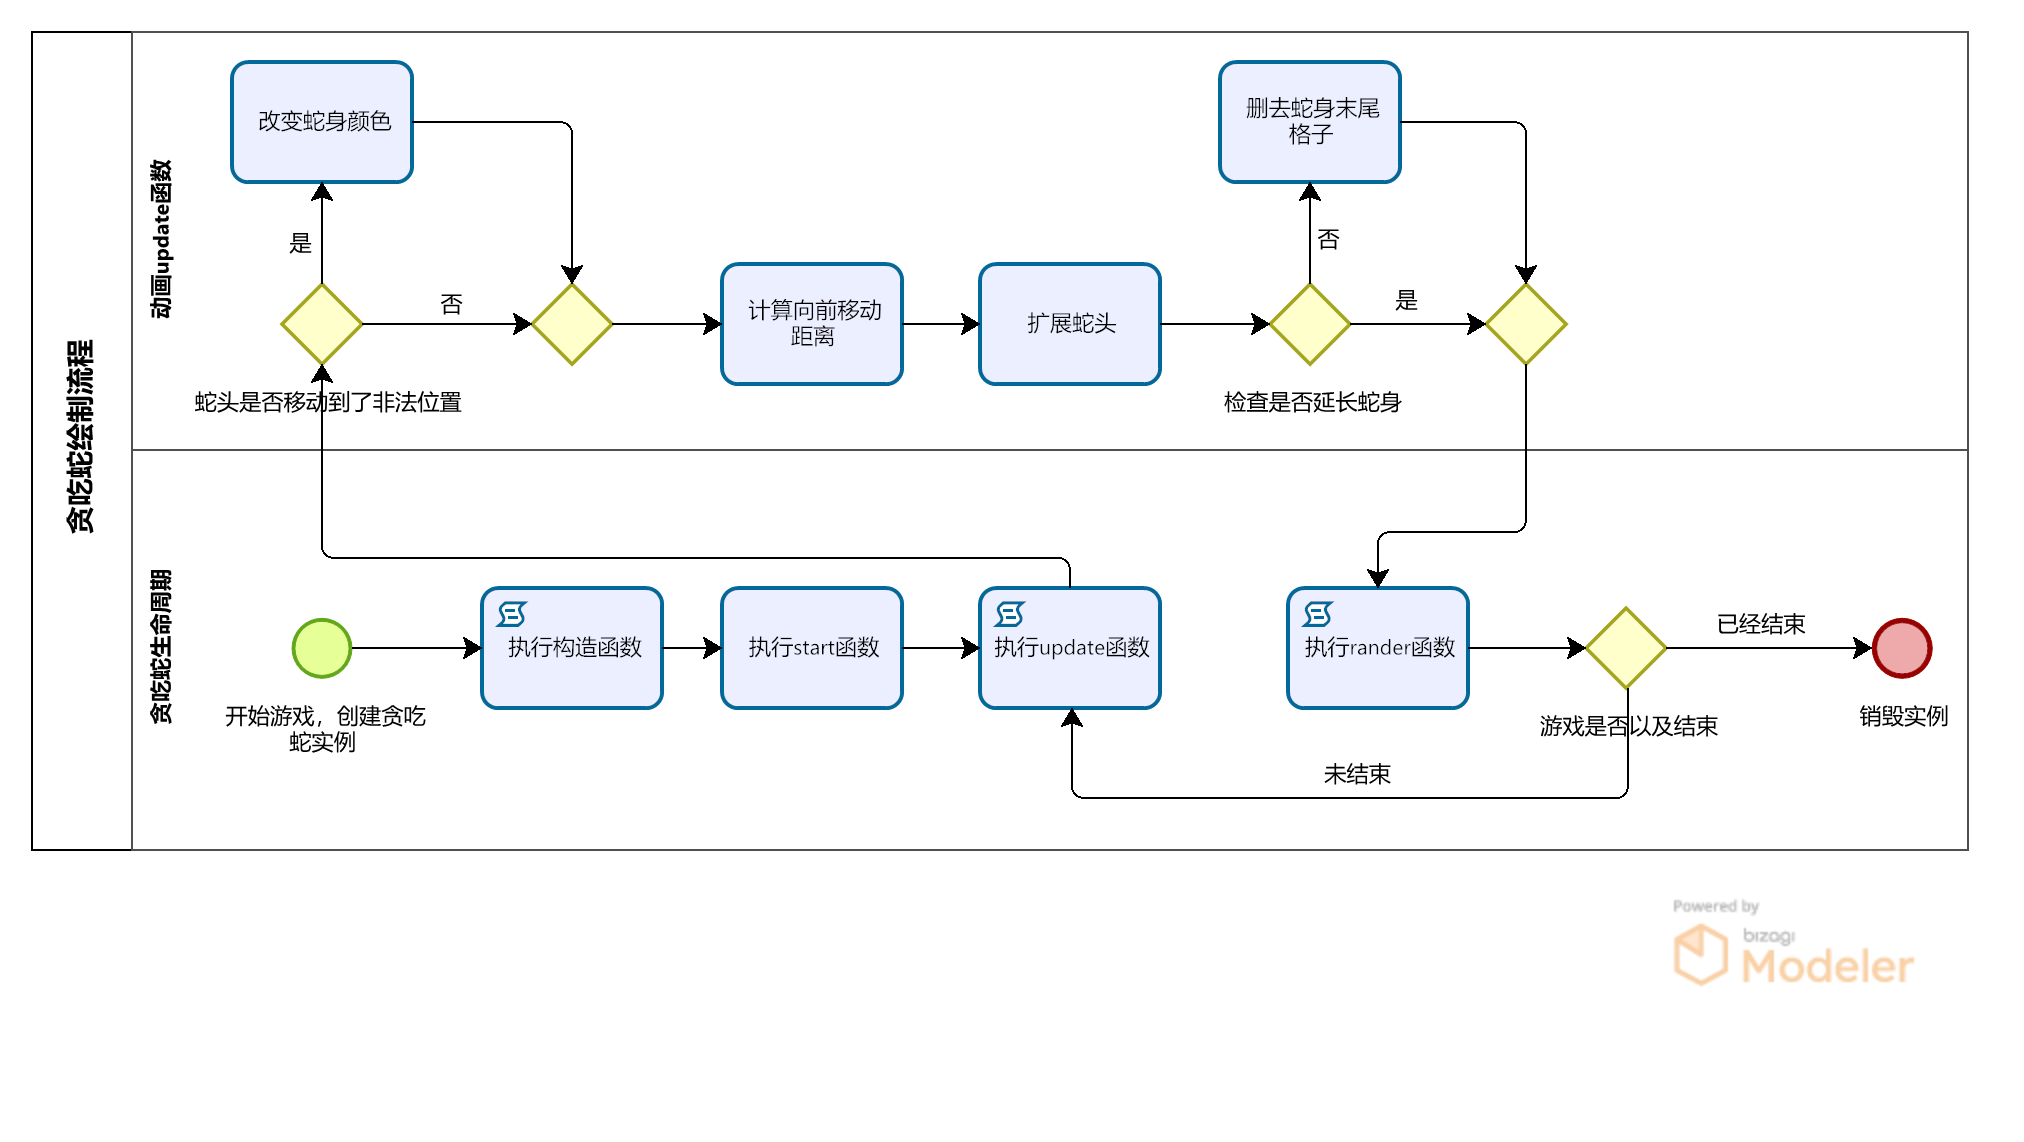 贪吃蛇绘制流程
动画update函数
改变蛇身颜色
删去蛇身末尾
格子
是
否
否
是
计算向前移动
距离
扩展蛇头
蛇头是否移动到了非法位置
检查是否延长蛇身
贪吃蛇生命周期
执行构造函数
执行start函数
执行update函数
执行rander函数
已经结束
开始游戏，创建贪吃
蛇实例
游戏是否以及结束
销毁实例
未结束
Powered by
bizagi
Modeler